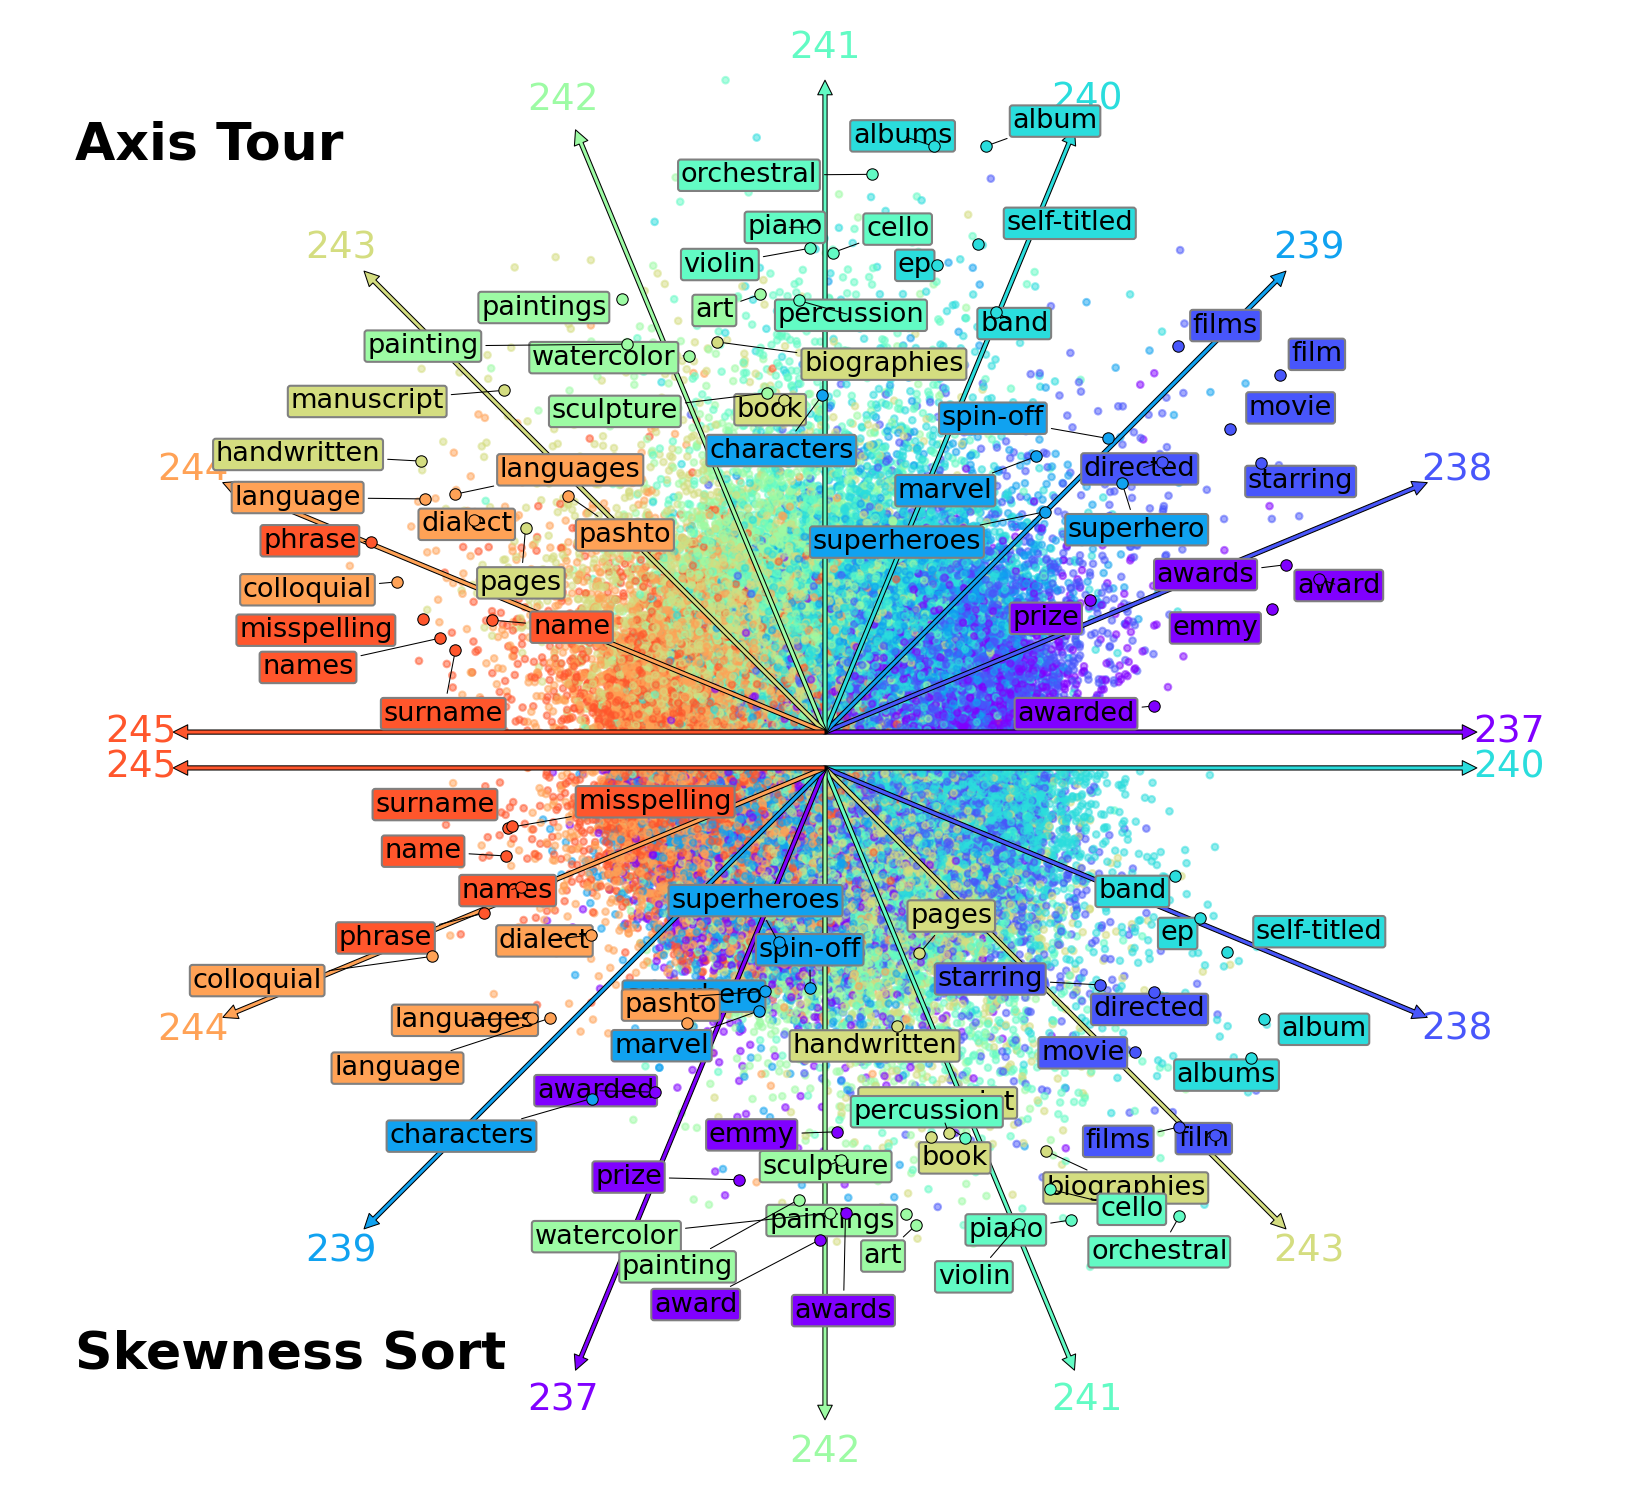 241
242
240
album
albums
Axis Tour
orchestral
self-titled
piano
cello
243
239
violin
ep
paintings
art
percussion
band
films
painting
watercolor
biographies
film
manuscript
sculpture
book
movie
spin-off
characters
handwritten
244
languages
directed
238
starring
language
marvel
dialect
pashto
superhero
phrase
superheroes
awards
colloquial
pages
award
misspelling
name
prize
emmy
names
surname
awarded
245
237
245
240
surname
misspelling
name
names
band
superheroes
pages
phrase
dialect
spin-off
ep
self-titled
colloquial
starring
pashto
directed
244
languages
album
238
marvel
handwritten
movie
language
albums
awarded
percussion
characters
emmy
films
film
book
sculpture
prize
biographies
cello
watercolor
paintings
piano
239
art
orchestral
243
painting
violin
award
awards
Skewness Sort
237
241
242